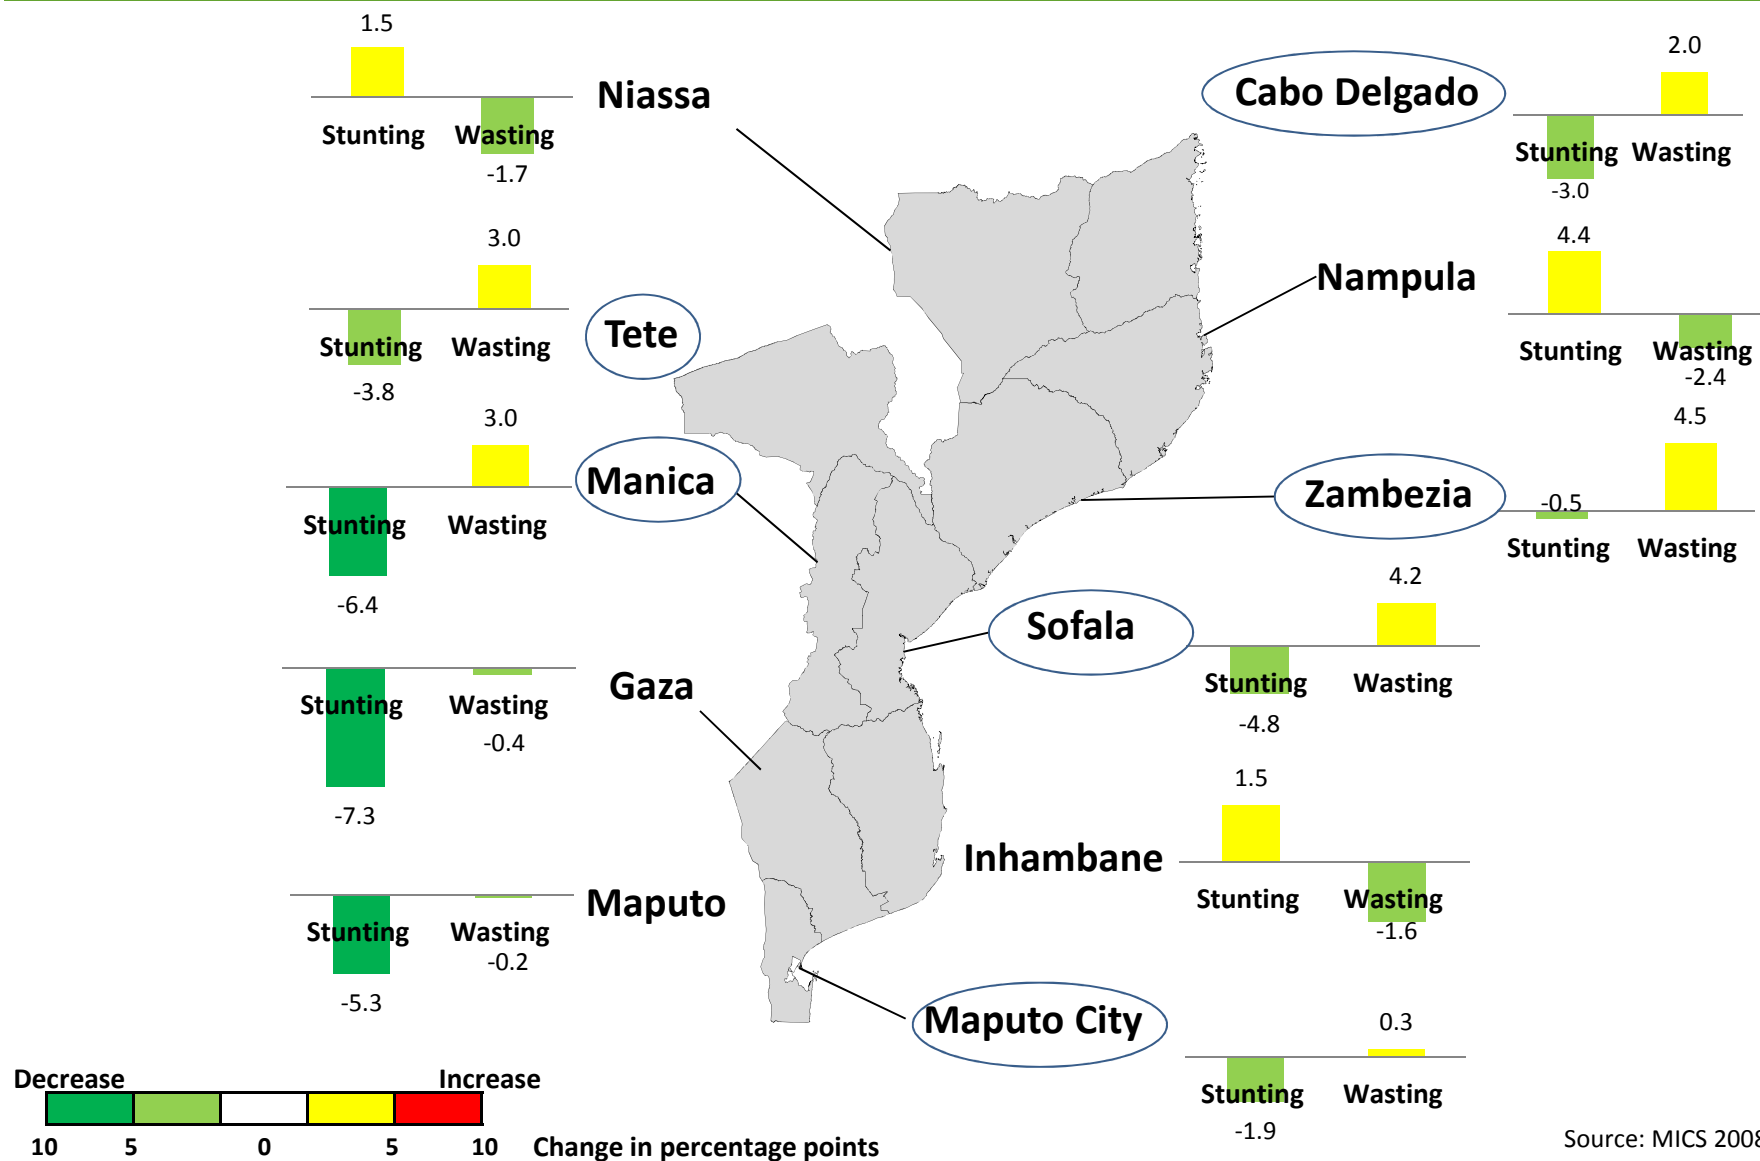 1.5
Niassa
Stunting Wasting
-1.7
2.0
Cabo Delgado
Stunting Wasting
-3.0
3.0
Tete
Stunting Wasting
-3.8
4.4
Nampula
Stunting Wasting
-2.4
3.0
Manica
Stunting Wasting
-6.4
4.5
Zambezia
-0.5
Stunting Wasting
4.2
Sofala
Stunting Wasting
-4.8
Gaza
Stunting Wasting
-0.4
-7.3
1.5
Inhambane
Stunting Wasting
-1.6
Maputo
Stunting Wasting
-0.2
-5.3
0.3
Maputo City
Stunting Wasting
-1.9
Decrease Increase
10 5 0 5 10 Change in percentage points
Source: MICS 2008